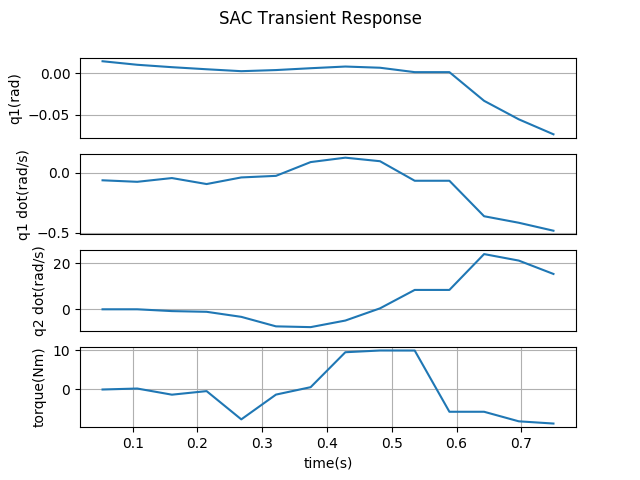 SAC Transient Response
0.00
−0.05
q1(rad)
0.0
−0.5
q1 dot(rad/s)
20
0
q2 dot(rad/s)
10
0
torque(Nm)
0.1 0.2 0.3 0.4 0.5 0.6 0.7
time(s)